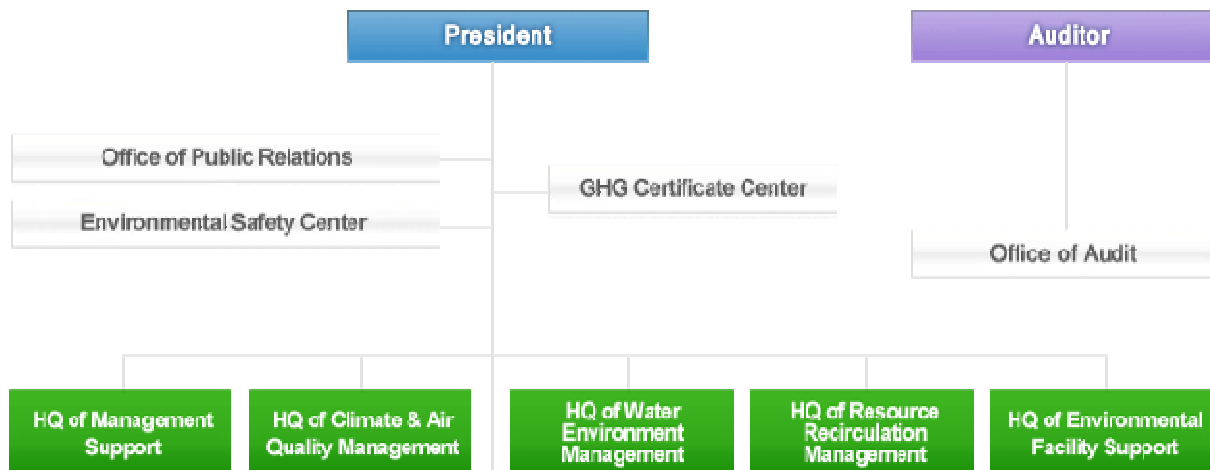 President
Auditor
Office of Public Relations
GHG Certificate Center
Environmental Safety Center
Office of Audit
HQ of Management
Support
HQ of Climate & Air
Quality Management
HQ of Water
Environment
Management
HQ of Resource
Recirculation
Management
HQ of Environmental
Facility Support